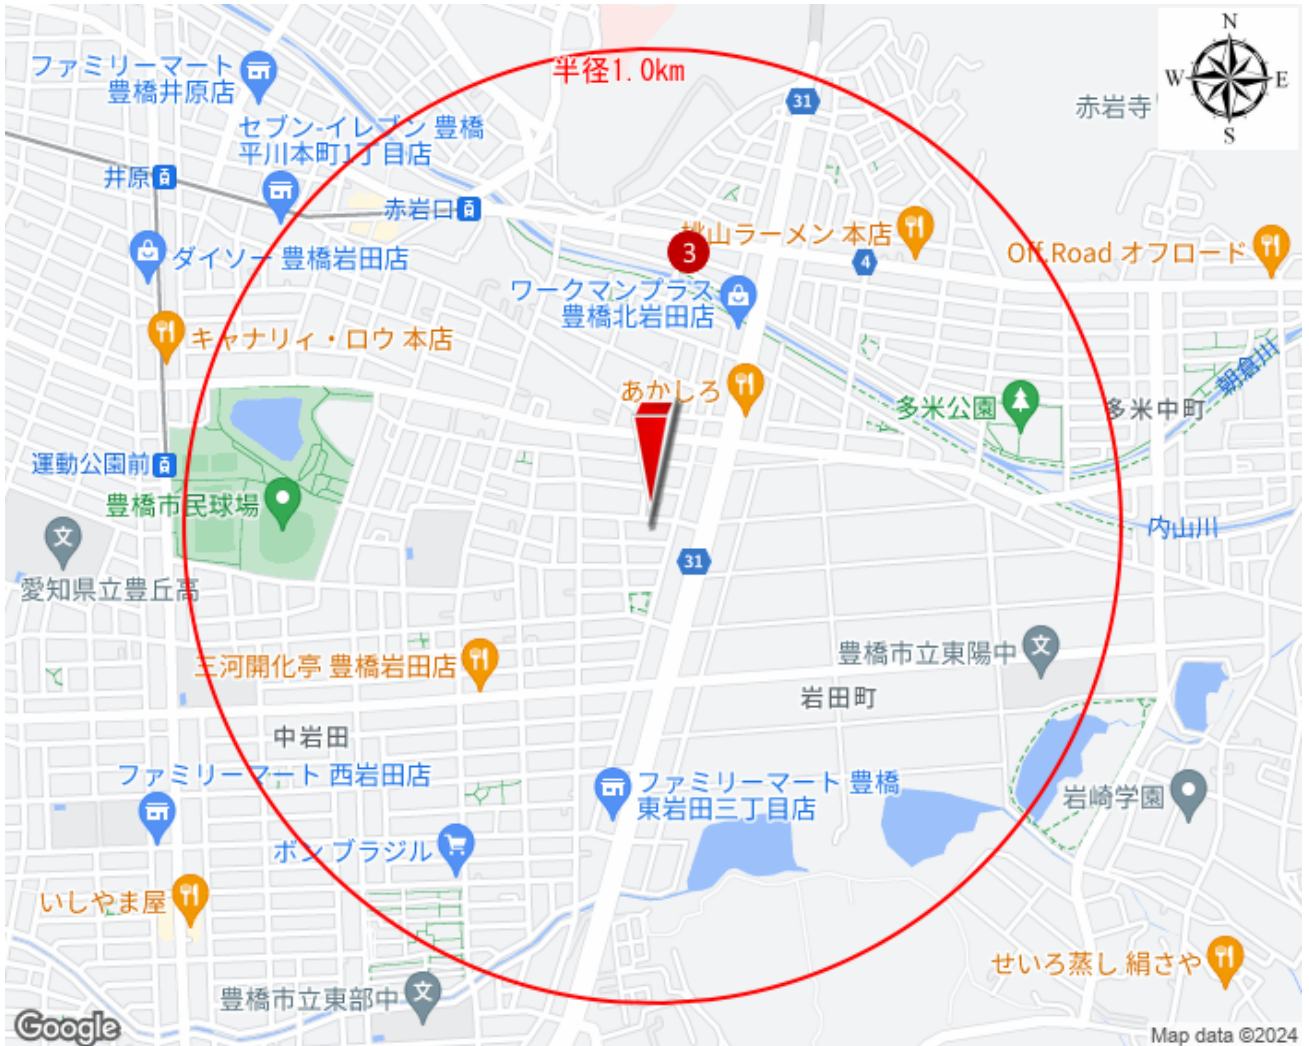 半径1.0km
N
W
E
S
ファミリーマート
豊橋井原店
31
赤岩寺
セブン-イレブン 豊橋
平川本町1丁目店
井原
赤岩口
桃山ラーメン 本店
3
Off.Road オフロード
ダイソー 豊橋岩田店
4
ワークマンプラス
豊橋北岩田店
キャナリィ・ロウ 本店
朝倉川
あかしろ
多米公園
多米中町
運動公園前
豊橋市民球場
内山川
文
愛知県立豊丘高
31
豊橋市立東陽中
文
三河開化亭 豊橋岩田店
岩田町
中岩田
ファミリーマート 西岩田店
ファミリーマート 豊橋
東岩田三丁目店
岩崎学園
ボン ブラジル
いしやま屋
せいろ蒸し 絹さや
豊橋市立東部中
文
Google
Map data ©2024